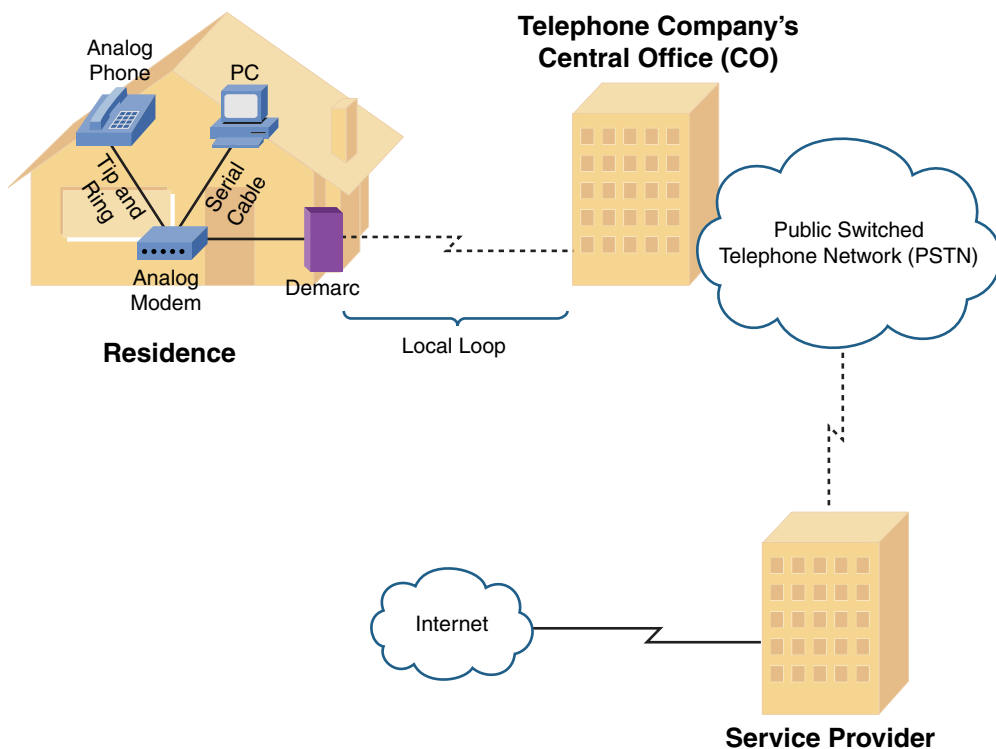 Telephone Company's
Central Office (CO)
Analog
Phone
PC
Tip and
Ring
Serial
Cable
Analog
Modem
Demarc
Residence
Local Loop
Public Switched
Telephone Network (PSTN)
Internet
Service Provider